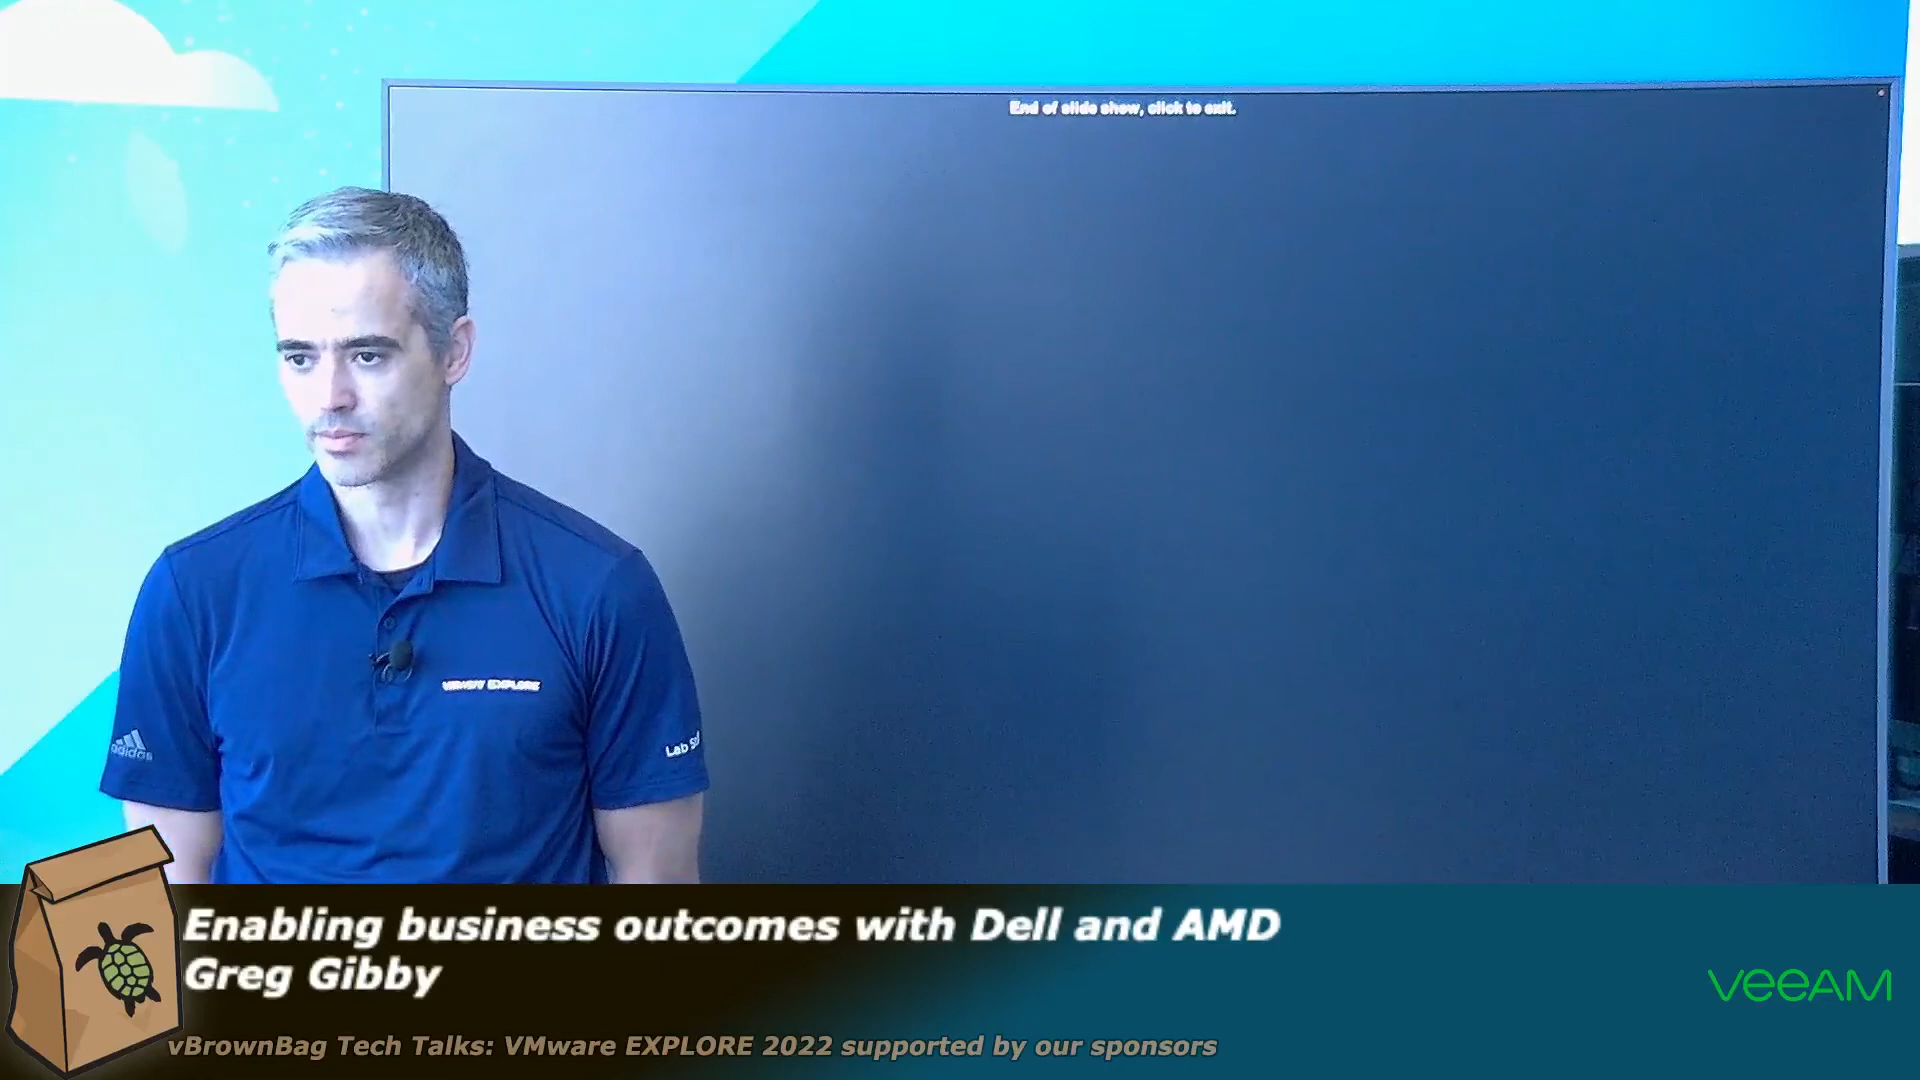 End of slide show, click to exit.
VMWARE EXPLORE
adidas
Lab
Enabling business outcomes with Dell and AMD
Greg Gibby
veeAM
vBrownBag Tech Talks: VMware EXPLORE 2022 supported by our sponsors